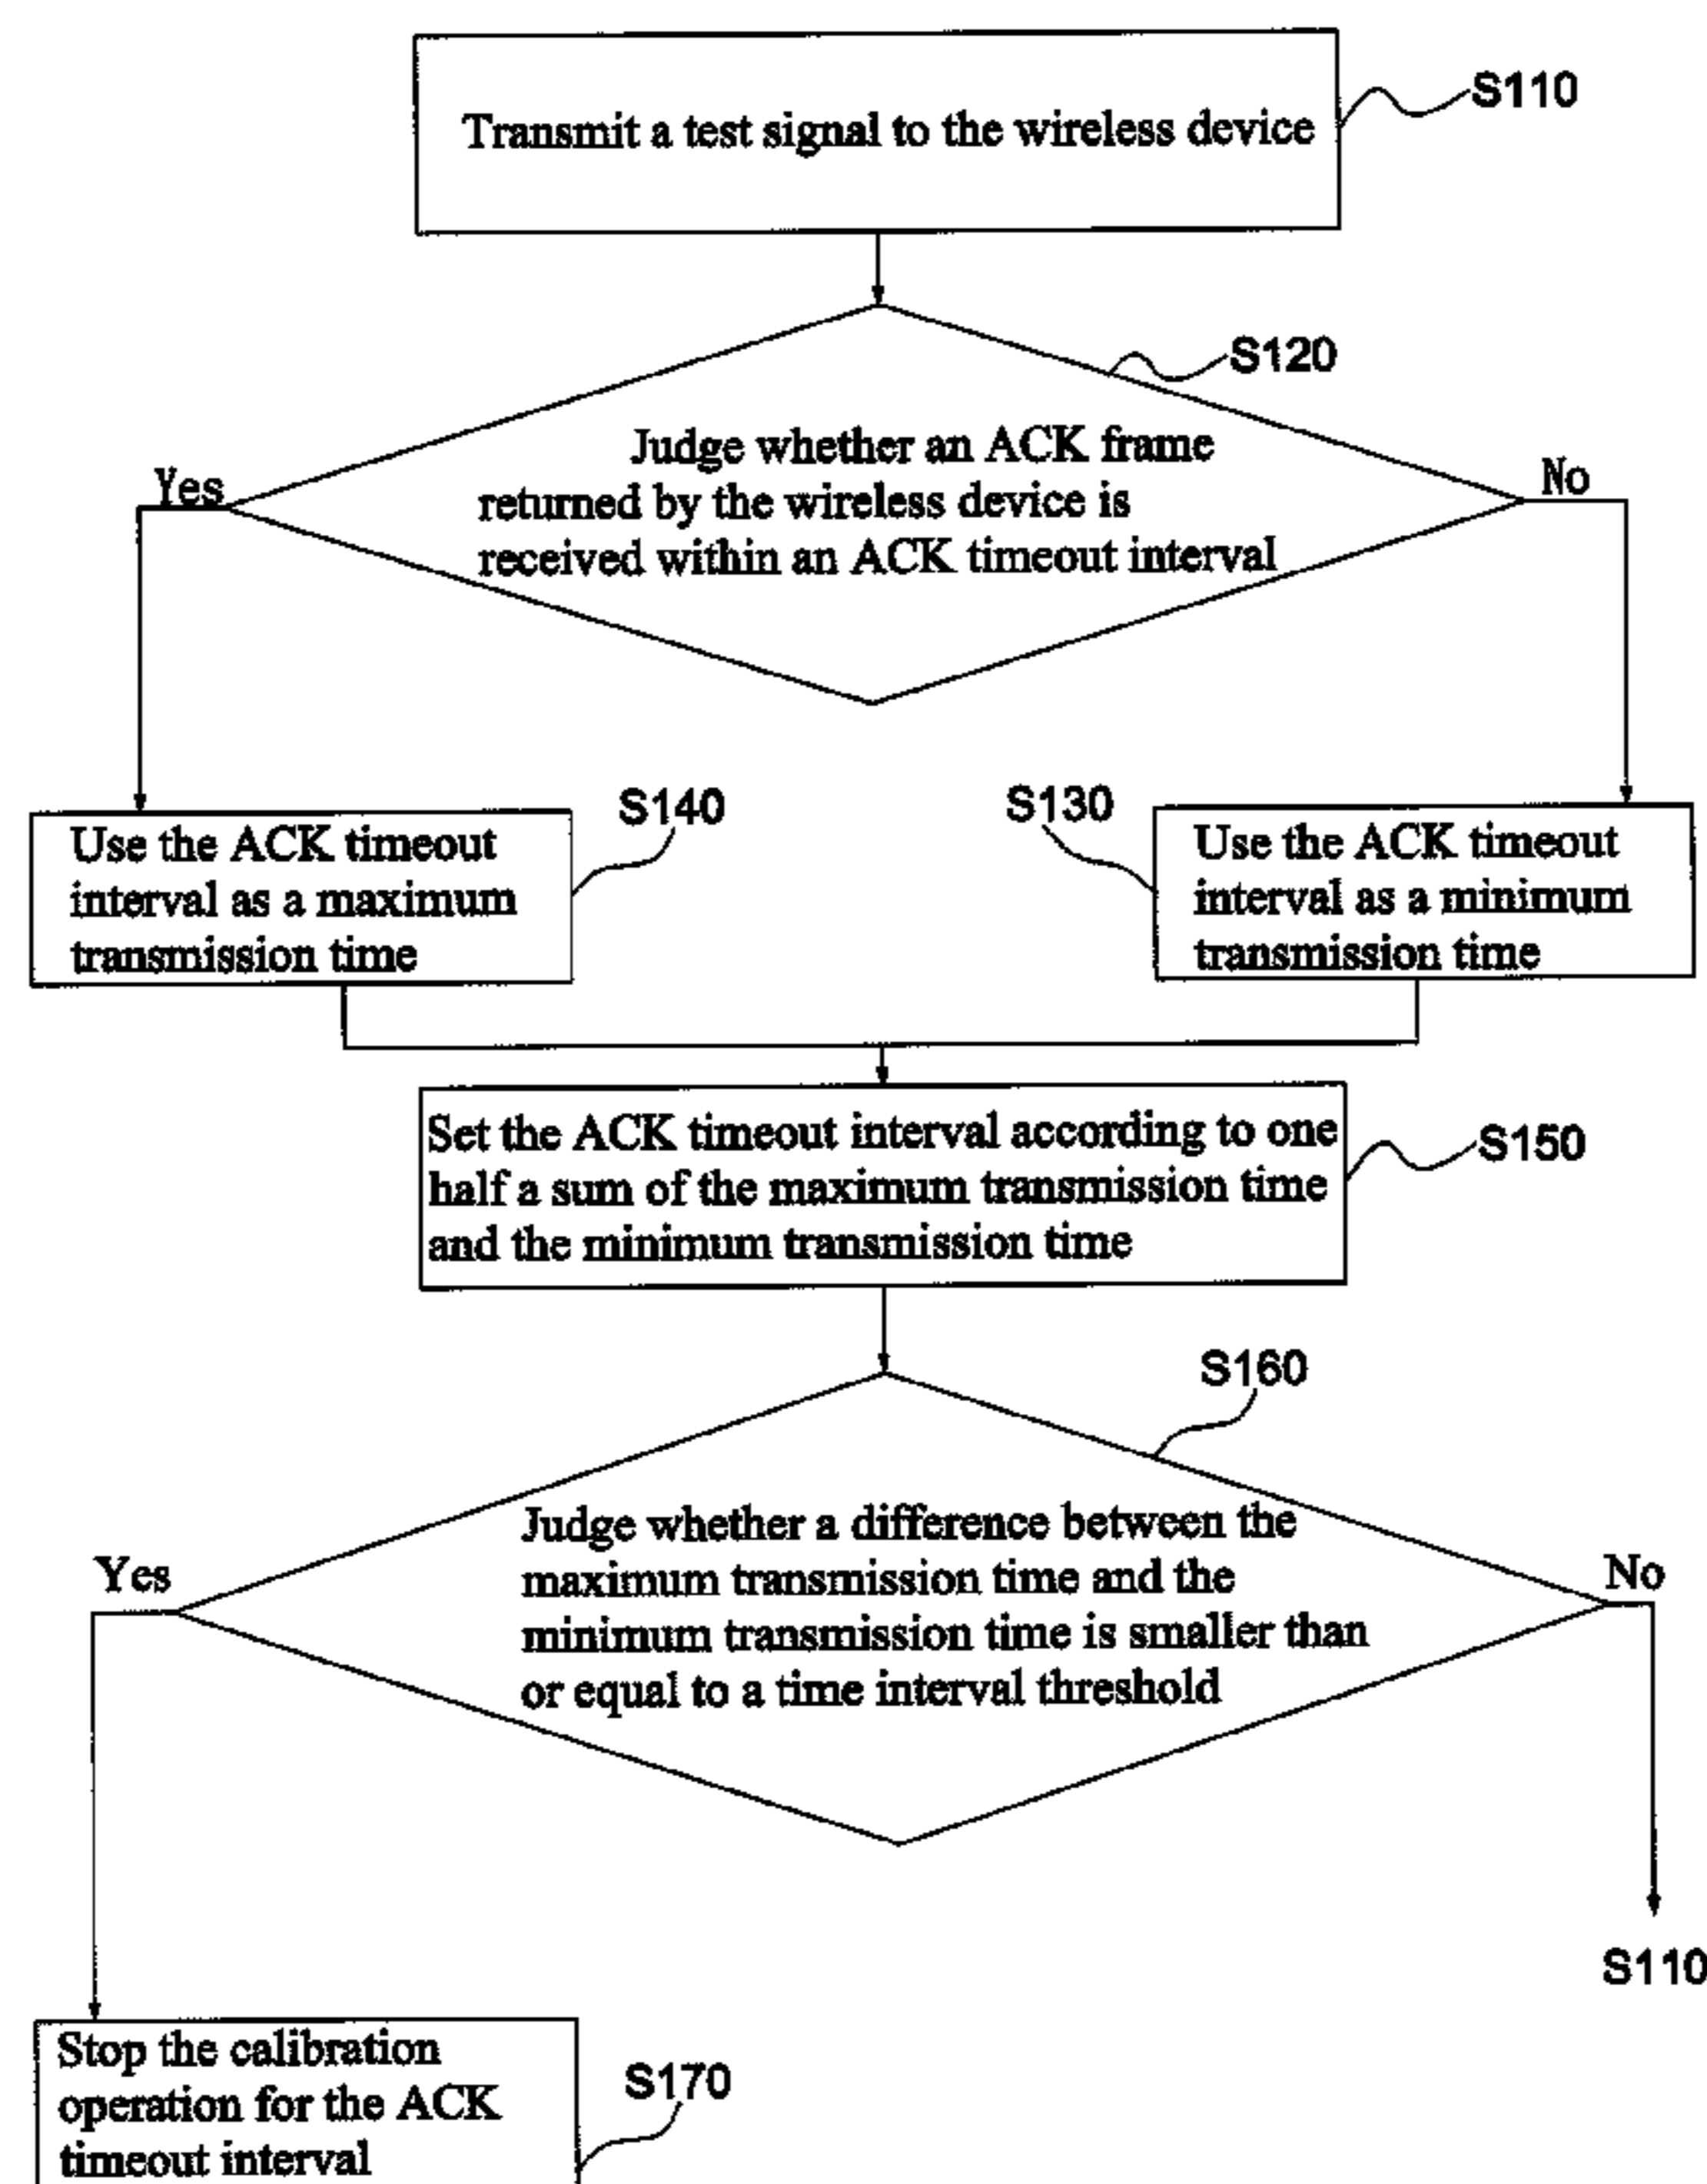 Transmit a test signal to the wireless device
S110
S120
Judge whether an ACK frame
returned by the wireless device is
received within an ACK timeout interval
Yes
No
S140
Use the ACK timeout
interval as a maximum
transmission time
S130
Use the ACK timeout
interval as a minimum
transmission time
Set the ACK timeout interval according to one
half a sum of the maximum transmission time
and the minimum transmission time
S150
S160
Judge whether a difference between the
maximum transmission time and the
minimum transmission time is smaller than
or equal to a time interval threshold
Yes
No
S110
Stop the calibration
operation for the ACK
timeout interval
S170